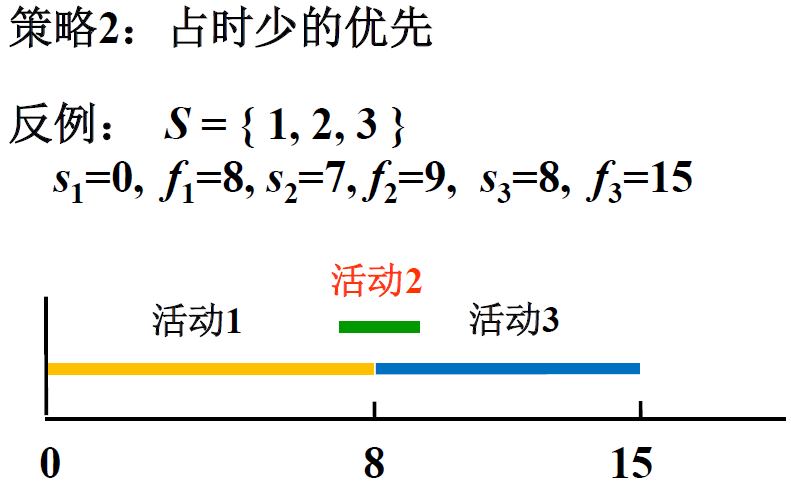 策略2：占时少的优先
反例： S = { 1, 2, 3 }
s1=0, f1=8, s2=7, f2=9, s3=8, f3=15
活动2
活动1 活动3
0 8 15